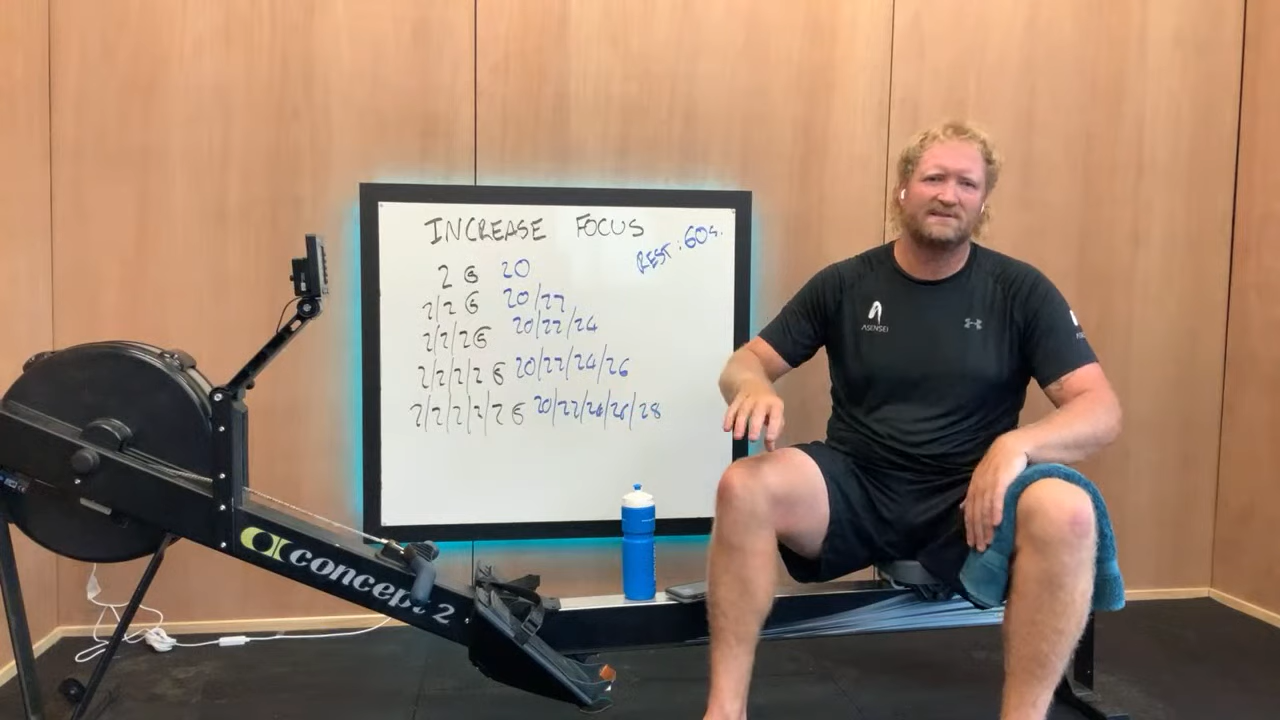 INCREASE FOCUS
REST: 60s.
2 @ 20
2/2 @ 20/22
2/2/2 @ 20/22/24
2/2/2/2 @ 20/22/24/26
2/2/2/2/2 @ 20/22/24/26/28
ASENSEI
concept 2